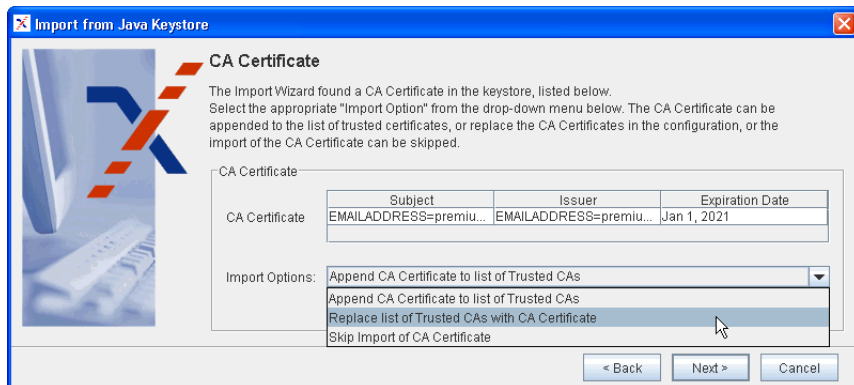 Import from Java Keystore
CA Certificate
The Import Wizard found a CA Certificate in the keystore, listed below.
Select the appropriate "Import Option" from the drop-down menu below. The CA Certificate can be
appended to the list of trusted certificates, or replace the CA Certificates in the configuration, or the
import of the CA Certificate can be skipped.
CA Certificate
Subject Issuer Expiration Date
CA Certificate EMAILADDRESS=premiu... EMAILADDRESS=premiu... Jan 1, 2021
Import Options: Append CA Certificate to list of Trusted CAs
Append CA Certificate to list of Trusted CAs
Replace list of Trusted CAs with CA Certificate
Skip Import of CA Certificate
< Back Next > Cancel